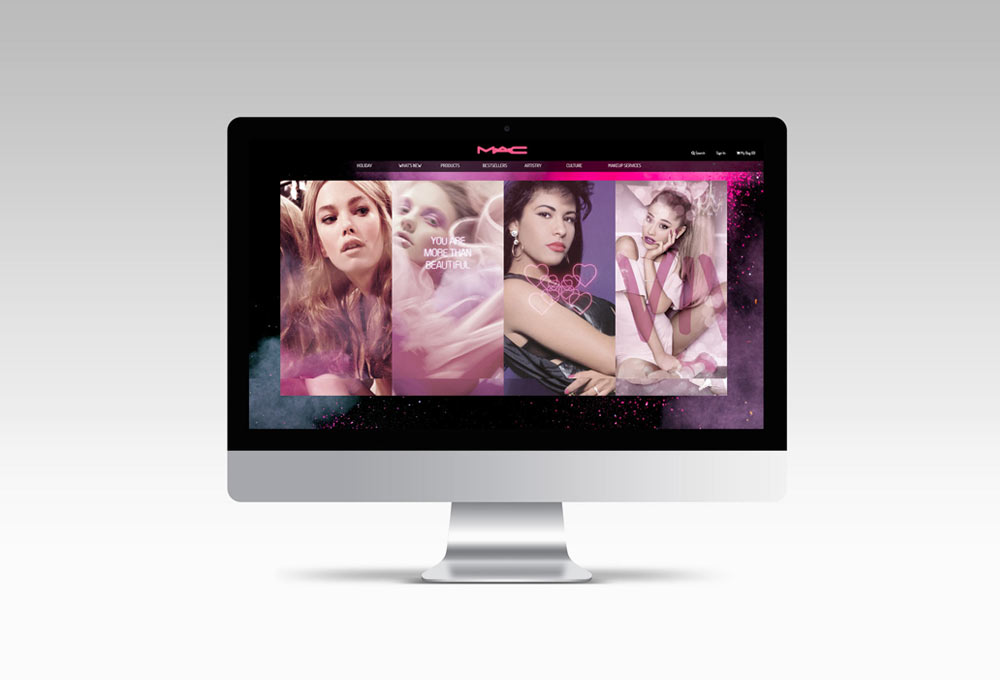 MAC
Search Sign In My Bag (0)
HOLIDAY WHAT'S NEW PRODUCTS BESTSELLERS ARTISTRY CULTURE MAKEUP SERVICES
YOU ARE
MORE THAN
BEAUTIFUL